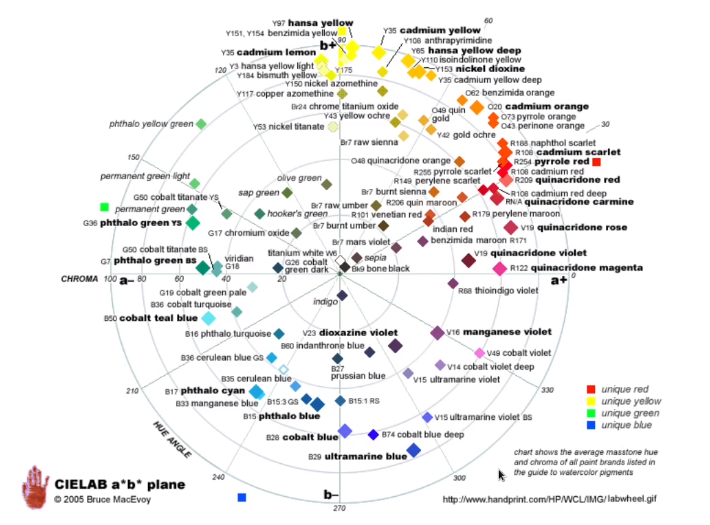 Y97 hansa yellow
60
Y151, Y154 benzimida yellow
90
Y35 cadmium yellow
b+
Y108 anthrapyrimidine
Y35 cadmium lemon
Y65 hansa yellow deep
Y3 hansa yellow light
Y110 isoindolinone yellow
120
Y175
Y153 nickel dioxine
Y184 bismuth yellow
Y35 cadmium yellow deep
Y150 nickel azomethine
Y117 copper azomethine
O62 benzimida orange
Br24 chrome titanium oxide
O49 quin gold
O20 cadmium orange
Y43 yellow ochre
O73 pyrrole orange
phthalo yellow green
Y53 nickel titanate
O43 perinone orange
30
Y42 gold ochre
Br7 raw sienna
R188 naphthol scarlet
R108 cadmium scarlet
150
O48 quinacridone orange
R254 pyrrole red
R255 pyrrole scarlet
R108 cadmium red
permanent green light
R149 perylene scarlet
R209 quinacridone red
olive green
sap green
Br7 burnt sienna
R108 cadmium red deep
G50 cobalt titanate YS
R206 quin maroon
RN/A quinacridone carmine
Br7 raw umber
permanent green
hooker's green
R101 venetian red
R179 perylene maroon
G36 phthalo green YS
Br7 burnt umber
indian red
V19 quinacridone rose
G17 chromium oxide
Br7 mars violet
benzimida maroon R171
G50 cobalt titanate BS
titanium white W6
viridian
sepia
V19 quinacridone violet
G7 phthalo green BS
G18
G26 cobalt green dark
Bk9 bone black
R122 quinacridone magenta
CHROMA
100
a–
80
60
40
20
a+
0
G19 cobalt green pale
R88 thioindigo violet
indigo
B36 cobalt turquoise
B50 cobalt teal blue
B16 phthalo turquoise
V23 dioxazine violet
V16 manganese violet
B60 indanthrone blue
V49 cobalt violet
B36 cerulean blue GS
B27 prussian blue
V14 cobalt violet deep
B35 cerulean blue
V15 ultramarine violet
210
B17 phthalo cyan
330
B33 manganese blue
B15:3 GS
B15:1 RS
B15 phthalo blue
V15 ultramarine violet BS
HUE ANGLE
B28 cobalt blue
B74 cobalt blue deep
B29 ultramarine blue
240
300
b–
270
unique red
unique yellow
unique green
unique blue
chart shows the average masstone hue
and chroma of all paint brands listed in
the guide to watercolor pigments
CIELAB a*b* plane
© 2005 Bruce MacEvoy
http://www.handprint.com/HP/WCL/IMG/labwheel.gif